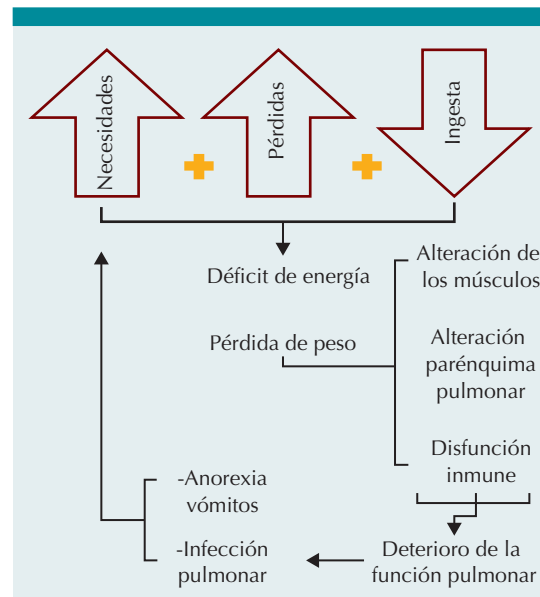 Necesidades
Pérdidas
Ingesta
Déficit de energía
Pérdida de peso
Alteración de
los músculos
Alteración
parénquima
pulmonar
Disfunción
inmune
Deterioro de la
función pulmonar
-Anorexia
vómitos
-Infección
pulmonar